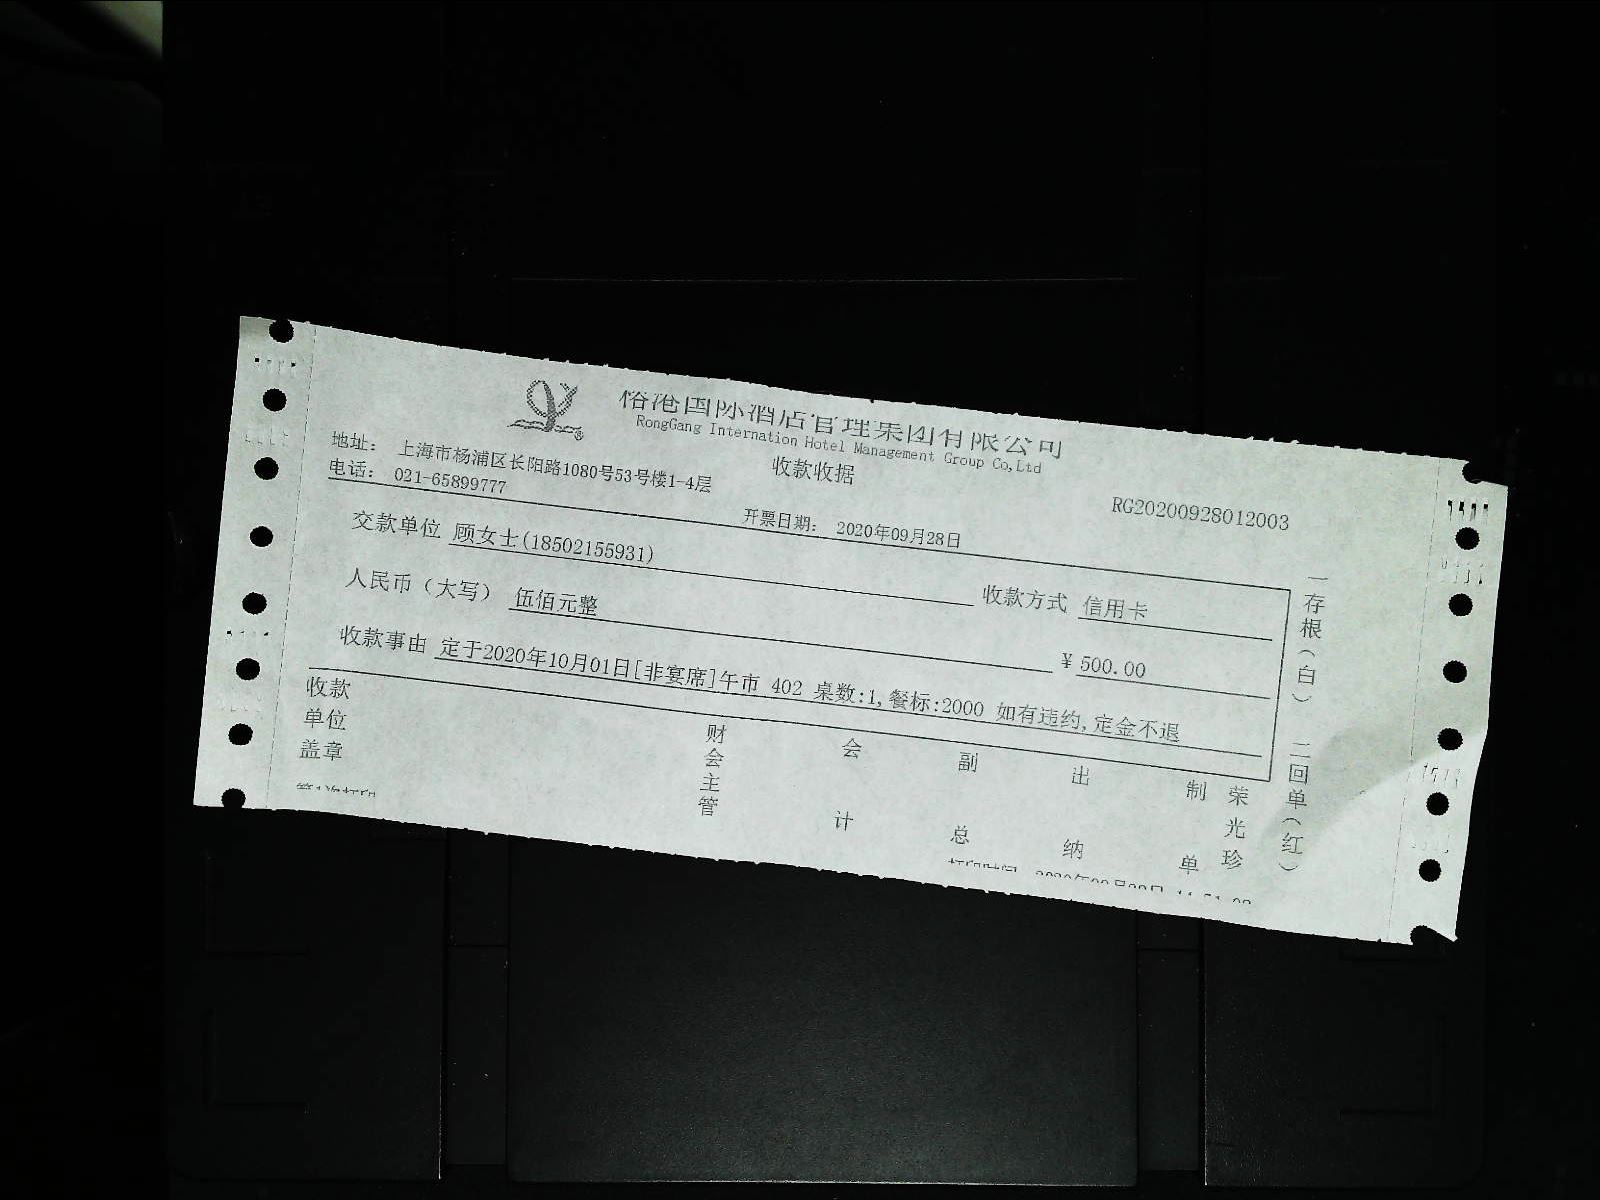 榕港国际酒店管理集团有限公司
RongGang Internation Hotel Management Group Co,Ltd
地址： 上海市杨浦区长阳路1080号53号楼1-4层
收款收据
电话： 021-65899777
RG20200928012003
开票日期： 2020年09月28日
交款单位 顾女士(18502155931)
收款方式 信用卡
人民币（大写） 伍佰元整
¥ 500.00
收款事由 定于2020年10月01日[非宴席]午市 402 桌数:1,餐标:2000 如有违约,定金不退
收款
单位
盖章
财会主管
会计
副总
出纳
制单
荣光珍
一存根（白） 二回单（红）